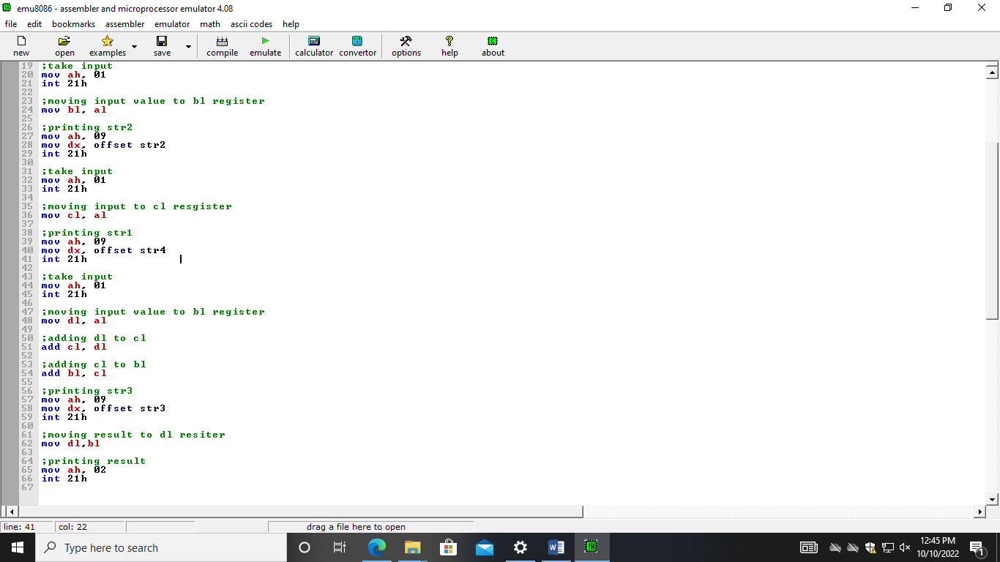 emu8086 - assembler and microprocessor emulator 4.08
file edit bookmarks assembler emulator math ascii codes help
new open examples save compile emulate calculator convertor options help about
19 ;take input
20 mov ah, 01
21 int 21h
22
23 ;moving input value to bl register
24 mov bl, al
25
26 ;printing str2
27 mov ah, 09
28 mov dx, offset str2
29 int 21h
30
31 ;take input
32 mov ah, 01
33 int 21h
34
35 ;moving input to cl resgister
36 mov cl, al
37
38 ;printing str1
39 mov ah, 09
40 mov dx, offset str4
41 int 21h
42
43 ;take input
44 mov ah, 01
45 int 21h
46
47 ;moving input value to bl register
48 mov dl, al
49
50 ;adding dl to cl
51 add cl, dl
52
53 ;adding cl to bl
54 add bl, cl
55
56 ;printing str3
57 mov ah, 09
58 mov dx, offset str3
59 int 21h
60
61 ;moving result to dl resiter
62 mov dl,bl
63
64 ;printing result
65 mov ah, 02
66 int 21h
67
line: 41 col: 22 drag a file here to open
Type here to search
12:45 PM
10/10/2022
1